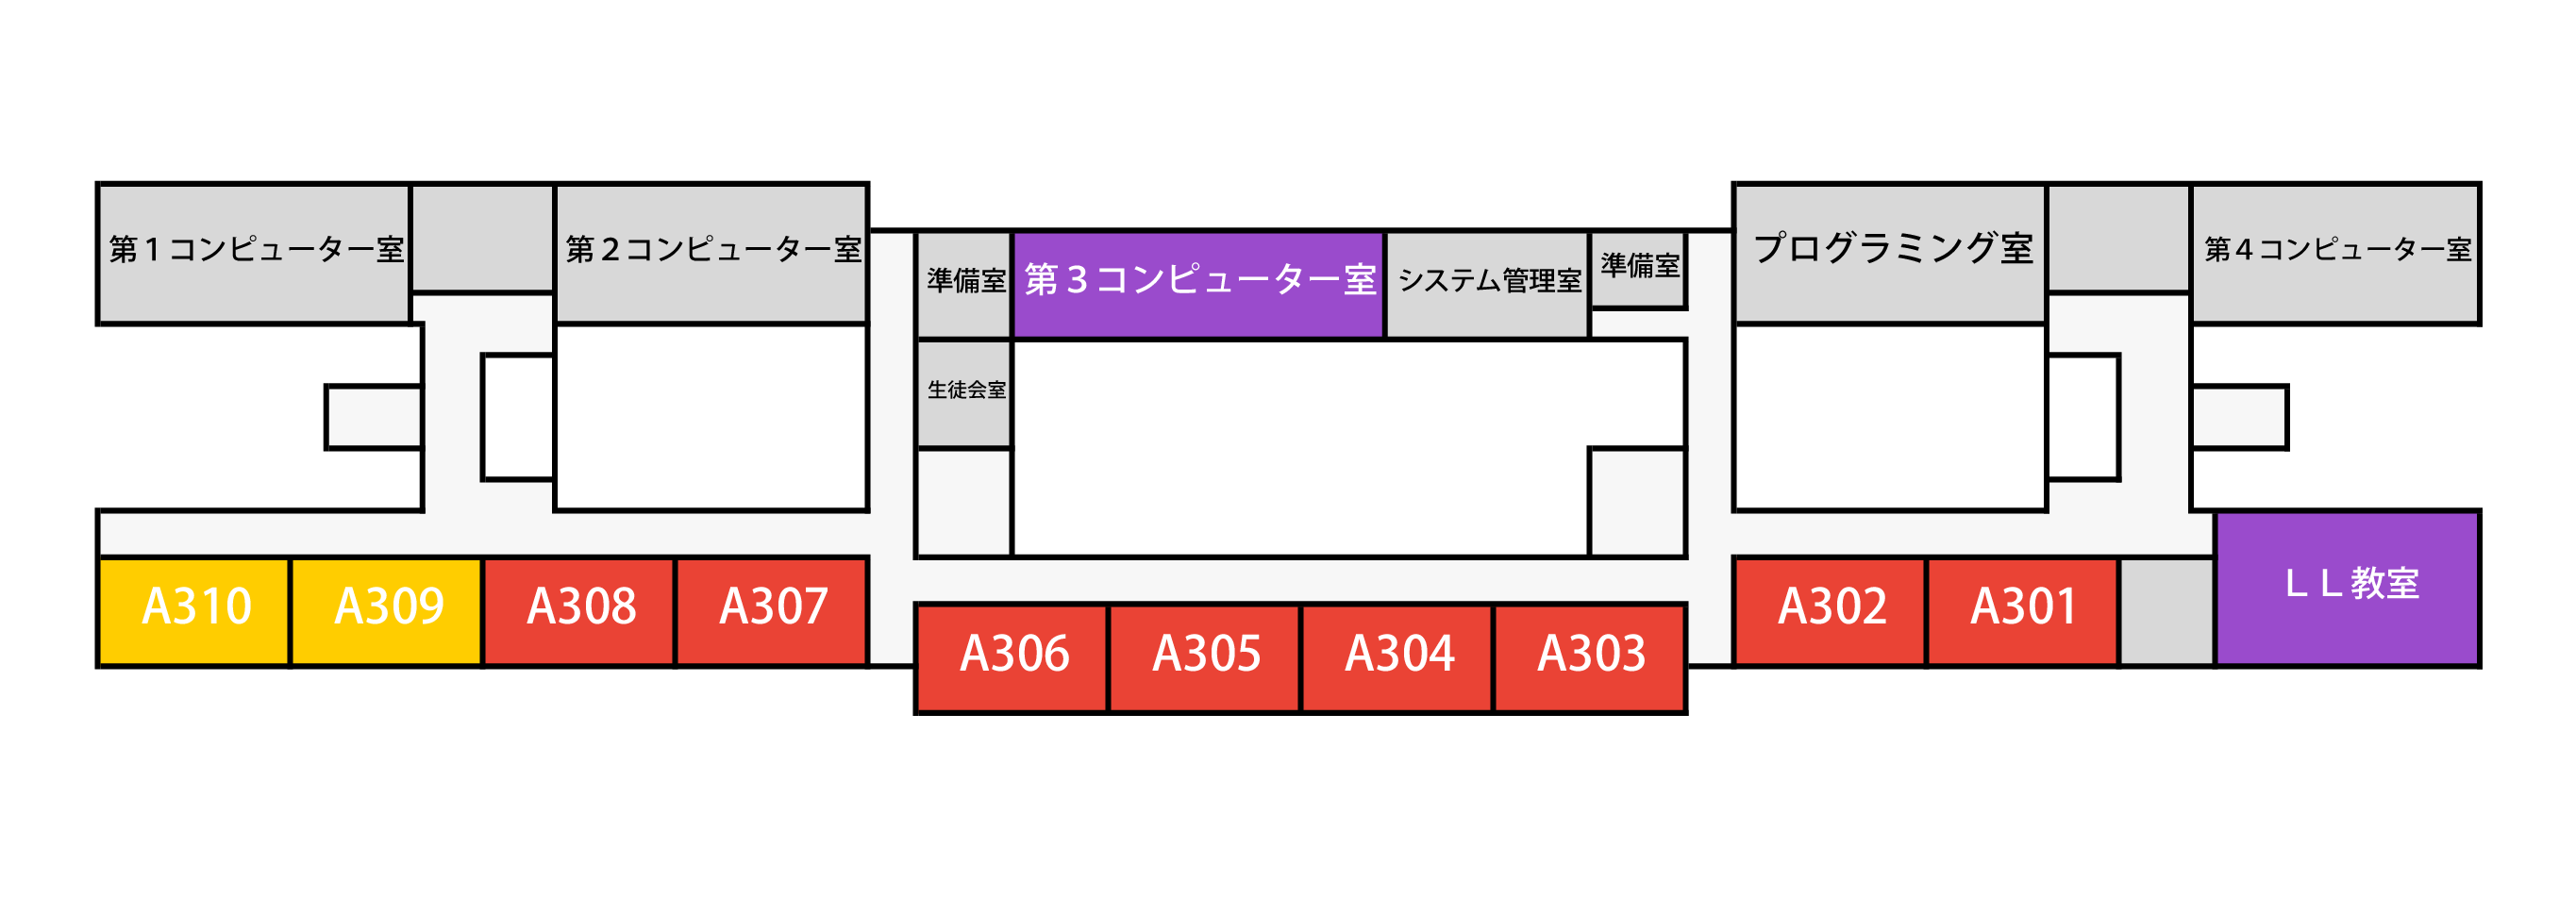 第1コンピューター室
第2コンピューター室
準備室
第3コンピューター室
システム管理室
準備室
プログラミング室
第4コンピューター室
生徒会室
A310
A309
A308
A307
A306
A305
A304
A303
A302
A301
LL教室